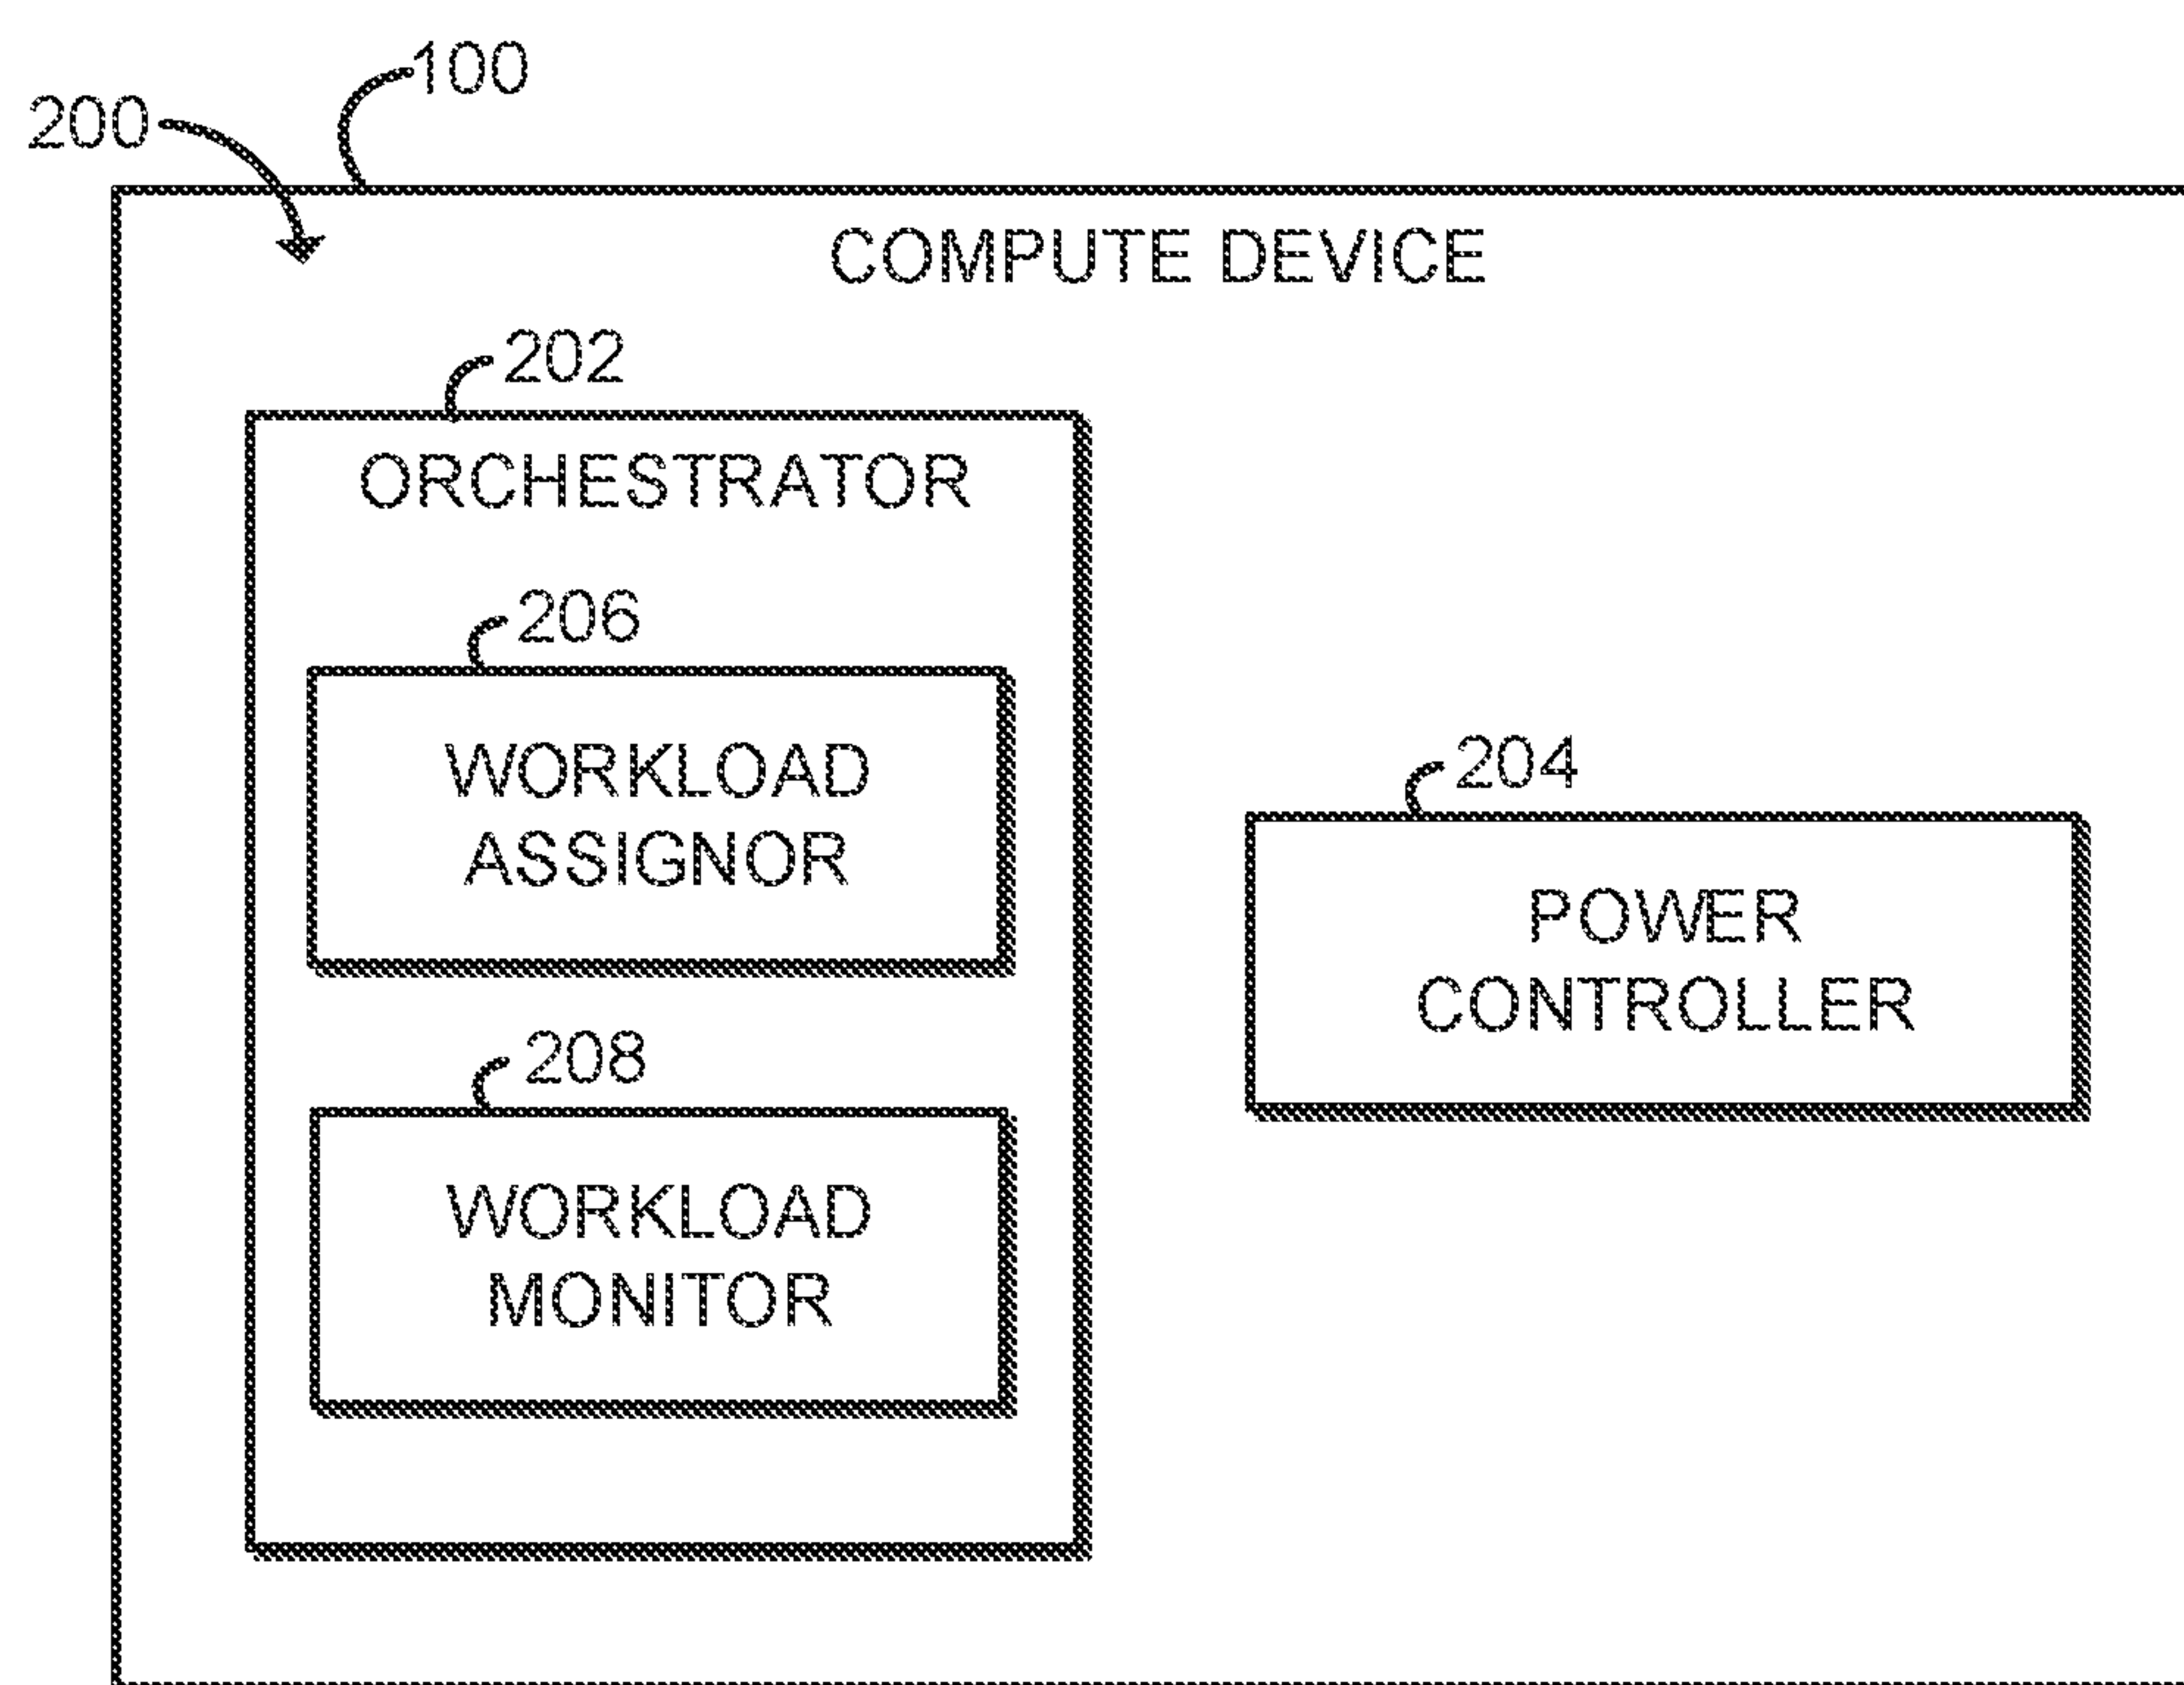 100
200
COMPUTE DEVICE
202
ORCHESTRATOR
206
WORKLOAD
ASSIGNOR
204
POWER
CONTROLLER
208
WORKLOAD
MONITOR